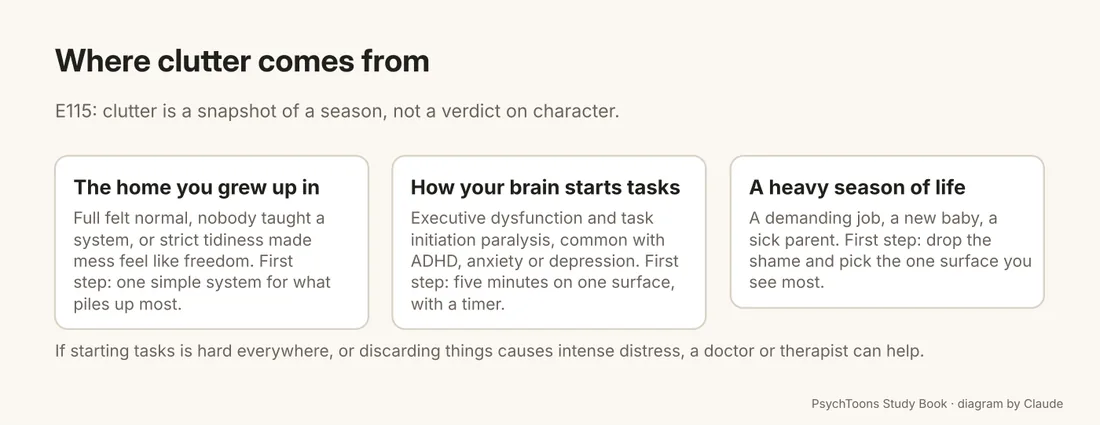 Where clutter comes from
E115: clutter is a snapshot of a season, not a verdict on character.
The home you grew up in
Full felt normal, nobody taught a
system, or strict tidiness made
mess feel like freedom. First
step: one simple system for what
piles up most.
How your brain starts tasks
Executive dysfunction and task
initiation paralysis, common with
ADHD, anxiety or depression. First
step: five minutes on one surface,
with a timer.
A heavy season of life
A demanding job, a new baby, a
sick parent. First step: drop the
shame and pick the one surface you
see most.
If starting tasks is hard everywhere, or discarding things causes intense distress, a doctor or therapist can help.
PsychToons Study Book · diagram by Claude